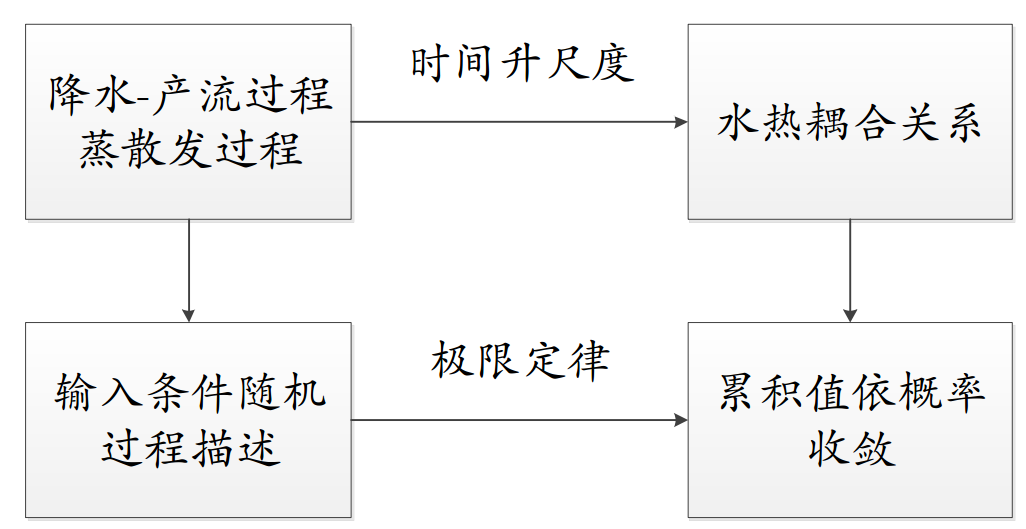 降水-产流过程
蒸散发过程
时间升尺度
水热耦合关系
输入条件随机
过程描述
极限定律
累积值依概率
收敛